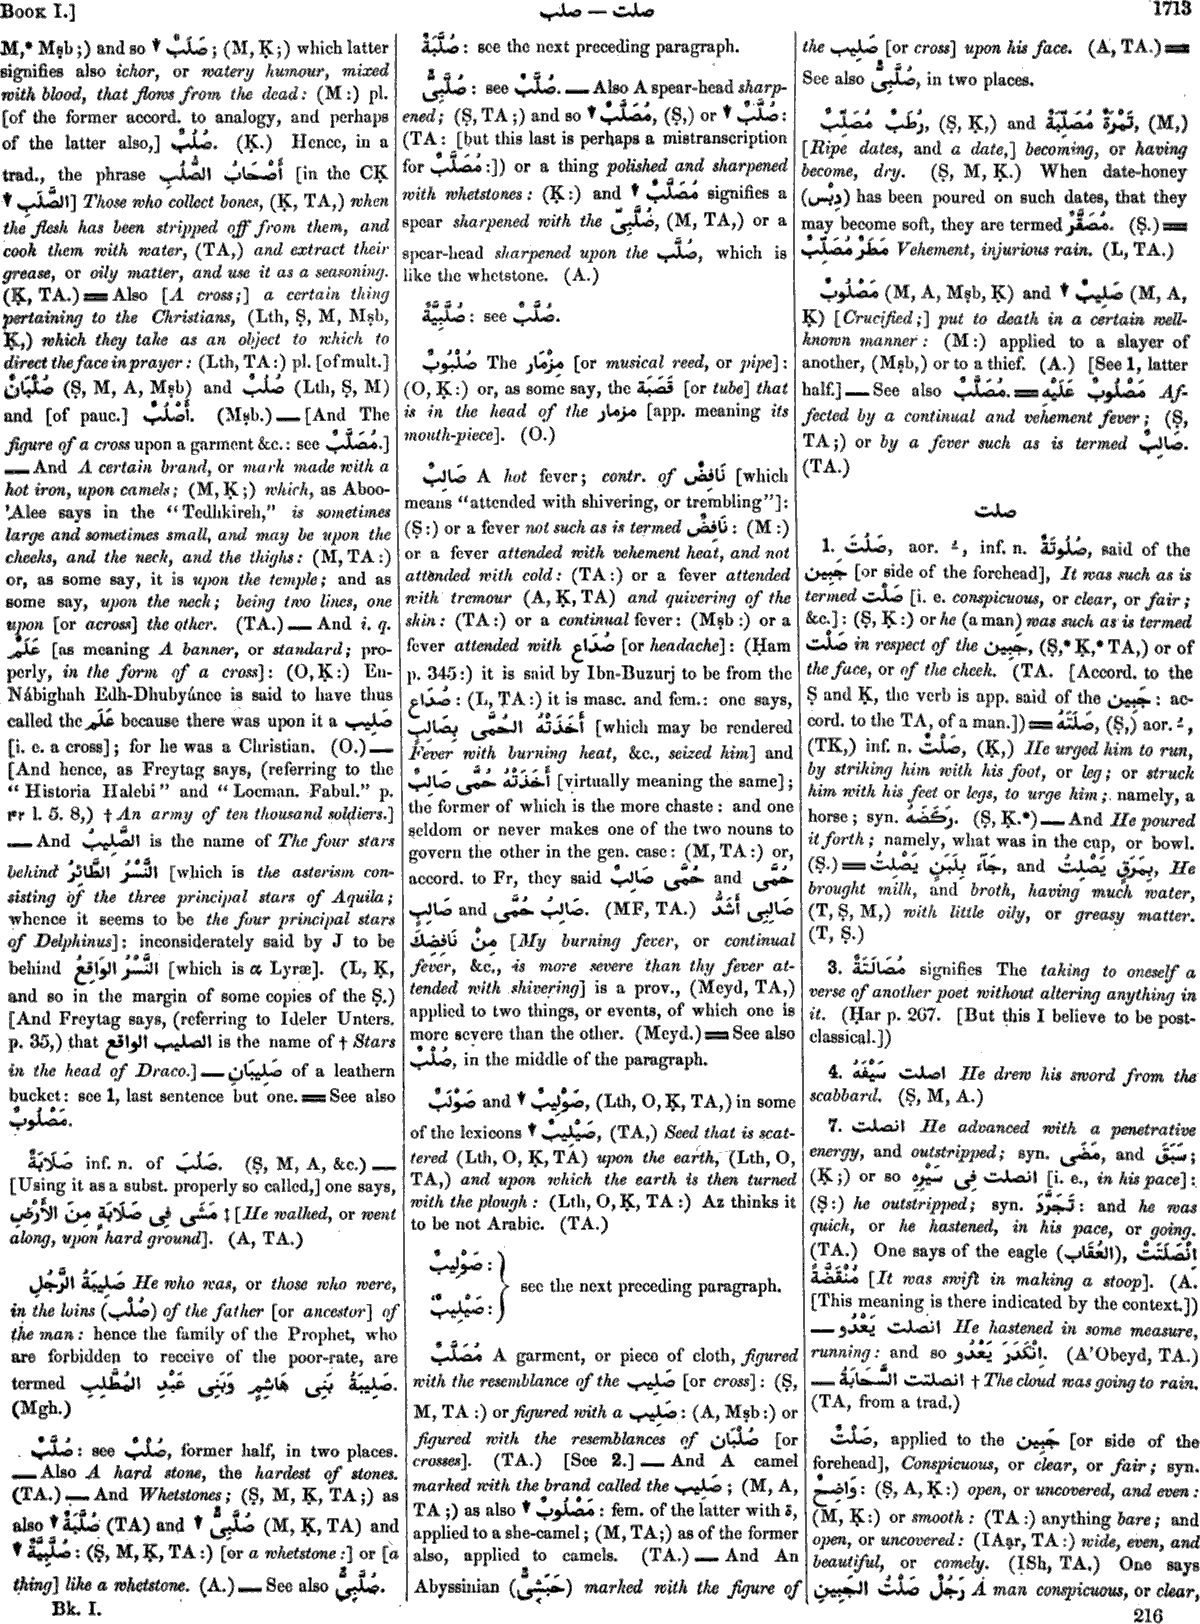 Book I.]
صلب — صلت
1713
M,* Mṣb;) and so ↑ صَلَبٌ; (M, Ḳ;) which latter
signifies also ichor, or watery humour, mixed
with blood, that flows from the dead: (M:) pl.
[of the former accord. to analogy, and perhaps
of the latter also,] صُلُبٌ. (Ḳ.) Hence, in a
trad., the phrase أَصْحَابُ الصُّلُبِ [in the CḲ
↑ الصَّلَبِ] Those who collect bones, (Ḳ, TA,) when
the flesh has been stripped off from them, and
cook them with water, (TA,) and extract their
grease, or oily matter, and use it as a seasoning.
(Ḳ, TA.) ═ Also [A cross;] a certain thing
pertaining to the Christians, (Lth, Ṣ, M, Mṣb,
Ḳ,) which they take as an object to which to
direct the face in prayer: (Lth, TA:) pl. [of mult.]
صُلْبَانٌ (Ṣ, M, A, Mṣb) and صُلُبٌ (Lth, Ṣ, M)
and [of pauc.] أَصْلُبٌ. (Mṣb.) — [And The
figure of a cross upon a garment &c.: see مُصَلَّبٌ.]
— And A certain brand, or mark made with a
hot iron, upon camels; (M, Ḳ;) which, as Aboo-
'Alee says in the "Tedhkireh," is sometimes
large and sometimes small, and may be upon the
cheeks, and the neck, and the thighs: (M, TA:)
or, as some say, it is upon the temple; and as
some say, upon the neck; being two lines, one
upon [or across] the other. (TA.) — And i. q.
عَلَمٌ [as meaning A banner, or standard; pro-
perly, in the form of a cross]: (O, Ḳ:) En-
Nábighah Edh-Dhubyánee is said to have thus
called the عَلَم because there was upon it a صَلِيب
[i. e. a cross]; for he was a Christian. (O.) —
[And hence, as Freytag says, (referring to the
"Historia Halebi" and "Locman. Fabul." p.
٢٣ l. 5. 8,) † An army of ten thousand soldiers.]
— And الصَّلِيبُ is the name of The four stars
behind النَّسْرُ الطَّائِرُ [which is the asterism con-
sisting of the three principal stars of Aquila;
whence it seems to be the four principal stars
of Delphinus]: inconsiderately said by J to be
behind النَّسْرُ الوَاقِعُ [which is α Lyræ]. (L, Ḳ,
and so in the margin of some copies of the Ṣ.)
[And Freytag says, (referring to Ideler Unters.
p. 35,) that الصليب الواقع is the name of † Stars
in the head of Draco.] — صَلِيبَانِ of a leathern
bucket: see 1, last sentence but one. ═ See also
مَصْلُوبٌ.
صَلَابَةٌ inf. n. of صَلُبَ. (Ṣ, M, A, &c.) —
[Using it as a subst. properly so called,] one says,
مَشَى فِى صَلَابَةٍ مِنَ الأَرْضِ ‡ [He walked, or went
along, upon hard ground]. (A, TA.)
صَلِيبَةُ الرَّجُلِ He who was, or those who were,
in the loins (صُلْب) of the father [or ancestor] of
the man: hence the family of the Prophet, who
are forbidden to receive of the poor-rate, are
termed صَلِيبَةُ بَنِى هَاشِمٍ وَبَنِى عَبْدِ المُطَّلِبِ.
(Mgh.)
صُلَّبٌ: see صُلْبٌ, former half, in two places.
— Also A hard stone, the hardest of stones.
(TA.) — And Whetstones; (Ṣ, M, Ḳ, TA;) as
also ↑ صُلَّبَةٌ (TA) and ↑ صُلَّبِىٌّ (M, Ḳ, TA) and
↑ صُلَّبِيَّةٌ: (Ṣ, M, Ḳ, TA:) [or a whetstone:] or [a
thing] like a whetstone. (A.) — See also صُلَّبِىٌّ.
Bk. I.
صُلَّبَةٌ: see the next preceding paragraph.
صُلَّبِىٌّ: see صُلَّبٌ. — Also A spear-head sharp-
ened; (Ṣ, TA;) and so ↑ مُصَلَّبٌ, (Ṣ,) or ↑ صُلَّبٌ:
(TA: [but this last is perhaps a mistranscription
for مُصَلَّبٌ:]) or a thing polished and sharpened
with whetstones: (Ḳ:) and ↑ مُصَلَّبٌ signifies a
spear sharpened with the صُلَّبِىّ, (M, TA,) or a
spear-head sharpened upon the صُلَّب, which is
like the whetstone. (A.)
صُلَّبِيَّةٌ: see صُلَّبٌ.
صُلْبُوبٌ The مِزْمَار [or musical reed, or pipe]:
(O, Ḳ:) or, as some say, the قَصَبَة [or tube] that
is in the head of the مزمار [app. meaning its
mouth-piece]. (O.)
صَالِبٌ A hot fever; contr. of نَافِضٌ [which
means "attended with shivering, or trembling"]:
(Ṣ:) or a fever not such as is termed نَافِضٌ: (M:)
or a fever attended with vehement heat, and not
attended with cold: (TA:) or a fever attended
with tremour (A, Ḳ, TA) and quivering of the
skin: (TA:) or a continual fever: (Mṣb:) or a
fever attended with صُدَاع [or headache]: (Ḥam
p. 345:) it is said by Ibn-Buzurj to be from the
صُدَاع: (L, TA:) it is masc. and fem.: one says,
أَخَذَتْهُ الحُمَّى بِصَالِبٍ [which may be rendered
Fever with burning heat, &c., seized him] and
أَخَذَتْهُ حُمَّى صَالِبٌ [virtually meaning the same];
the former of which is the more chaste: and one
seldom or never makes one of the two nouns to
govern the other in the gen. case: (M, TA:) or,
accord. to Fr, they said حُمَّى صَالِبٌ and حُمَّى
صَالِبٍ and صَالِبُ حُمَّى. (MF, TA.) صَالِبِى أَشَدُّ
مِنْ نَافِضِكَ [My burning fever, or continual
fever, &c., is more severe than thy fever at-
tended with shivering] is a prov., (Meyd, TA,)
applied to two things, or events, of which one is
more severe than the other. (Meyd.) ═ See also
صُلْبٌ, in the middle of the paragraph.
صَوْلَبٌ and ↑ صَوْلِيبٌ, (Lth, O, Ḳ, TA,) in some
of the lexicons ↑ صَيْلِيبٌ, (TA,) Seed that is scat-
tered (Lth, O, Ḳ, TA) upon the earth, (Lth, O,
TA,) and upon which the earth is then turned
with the plough: (Lth, O, Ḳ, TA:) Az thinks it
to be not Arabic. (TA.)
صَوْلِيبٌ:
صَيْلِيبٌ:
see the next preceding paragraph.
مُصَلَّبٌ A garment, or piece of cloth, figured
with the resemblance of the صَلِيب [or cross]: (Ṣ,
M, TA:) or figured with a صَلِيب: (A, Mṣb:) or
figured with the resemblances of صُلْبَان [or
crosses]. (TA.) [See 2.] — And A camel
marked with the brand called the صَلِيب; (M, A,
TA;) as also ↑ مَصْلُوبٌ: fem. of the latter with ة,
applied to a she-camel; (M, TA;) as of the former
also, applied to camels. (TA.) — And An
Abyssinian (حَبَشِىّ) marked with the figure of
the صَلِيب [or cross] upon his face. (A, TA.) ═
See also صُلَّبِىٌّ, in two places.
رُطَبٌ مُصَلِّبٌ, (Ṣ, Ḳ,) and تَمْرَةٌ مُصَلِّبَةٌ, (M,)
[Ripe dates, and a date,] becoming, or having
become, dry. (Ṣ, M, Ḳ.) When date-honey
(دِبْس) has been poured on such dates, that they
may become soft, they are termed مُصَقَّرٌ. (Ṣ.) ═
مَطَرٌ مُصَلِّبٌ Vehement, injurious rain. (L, TA.)
مَصْلُوبٌ (M, A, Mṣb, Ḳ) and ↑ صَلِيبٌ (M, A,
Ḳ) [Crucified;] put to death in a certain well-
known manner: (M:) applied to a slayer of
another, (Mṣb,) or to a thief. (A.) [See 1, latter
half.] — See also مُصَلَّبٌ. ═ مَصْلُوبٌ عَلَيْهِ Af-
fected by a continual and vehement fever; (Ṣ,
TA;) or by a fever such as is termed صَالِبٌ.
(TA.)
صلت
1. صَلُتَ, aor. ـُ, inf. n. صُلُوتَةٌ, said of the
جَبِين [or side of the forehead], It was such as is
termed صَلْت [i. e. conspicuous, or clear, or fair;
&c.]: (Ṣ, Ḳ:) or he (a man) was such as is termed
صَلْت in respect of the جَبِين, (Ṣ,* Ḳ,* TA,) or of
the face, or of the cheek. (TA. [Accord. to the
Ṣ and Ḳ, the verb is app. said of the جَبِين: ac-
cord. to the TA, of a man.]) ═ صَلَتَهُ, (Ṣ,) aor. ـُ,
(TK,) inf. n. صَلْتٌ, (Ḳ,) He urged him to run,
by striking him with his foot, or leg; or struck
him with his feet or legs, to urge him; namely, a
horse; syn. رَكَضَهُ. (Ṣ, Ḳ.*) — And He poured
it forth; namely, what was in the cup, or bowl.
(Ṣ.) ═ جَآءَ بِلَبَنٍ يَصْلِتُ, and بِمَرَقٍ يَصْلِتُ, He
brought milk, and broth, having much water,
(T, Ṣ, M,) with little oily, or greasy matter.
(T, Ṣ.)
3. مُصَالَتَةٌ signifies The taking to oneself a
verse of another poet without altering anything in
it. (Ḥar p. 267. [But this I believe to be post-
classical.])
4. اصلت سَيْفَهُ He drew his sword from the
scabbard. (Ṣ, M, A.)
7. انصلت He advanced with a penetrative
energy, and outstripped; syn. مَضَى, and سَبَقَ;
(Ḳ;) or so انصلت فِى سَيْرِهِ [i. e., in his pace]:
(Ṣ:) he outstripped; syn. تَجَرَّدَ: and he was
quick, or he hastened, in his pace, or going.
(TA.) One says of the eagle (العُقَاب), اِنْصَلَتَتْ
مُنْقَضَّةً [It was swift in making a stoop]. (A.
[This meaning is there indicated by the context.])
— انصلت يَعْدُو He hastened in some measure,
running: and so اِنْكَدَرَ يَعْدُو. (A'Obeyd, TA.)
— انصلتت السَّحَابَةُ † The cloud was going to rain.
(TA, from a trad.)
صَلْتٌ, applied to the جَبِين [or side of the
forehead], Conspicuous, or clear, or fair; syn.
وَاضِحٌ: (Ṣ, A, Ḳ:) open, or uncovered, and even:
(M, Ḳ:) or smooth: (TA:) anything bare; and
open, or uncovered: (IAạr, TA:) wide, even, and
beautiful, or comely. (ISh, TA.) One says
رَجُلٌ صَلْتُ الجَبِينِ A man conspicuous, or clear,
216